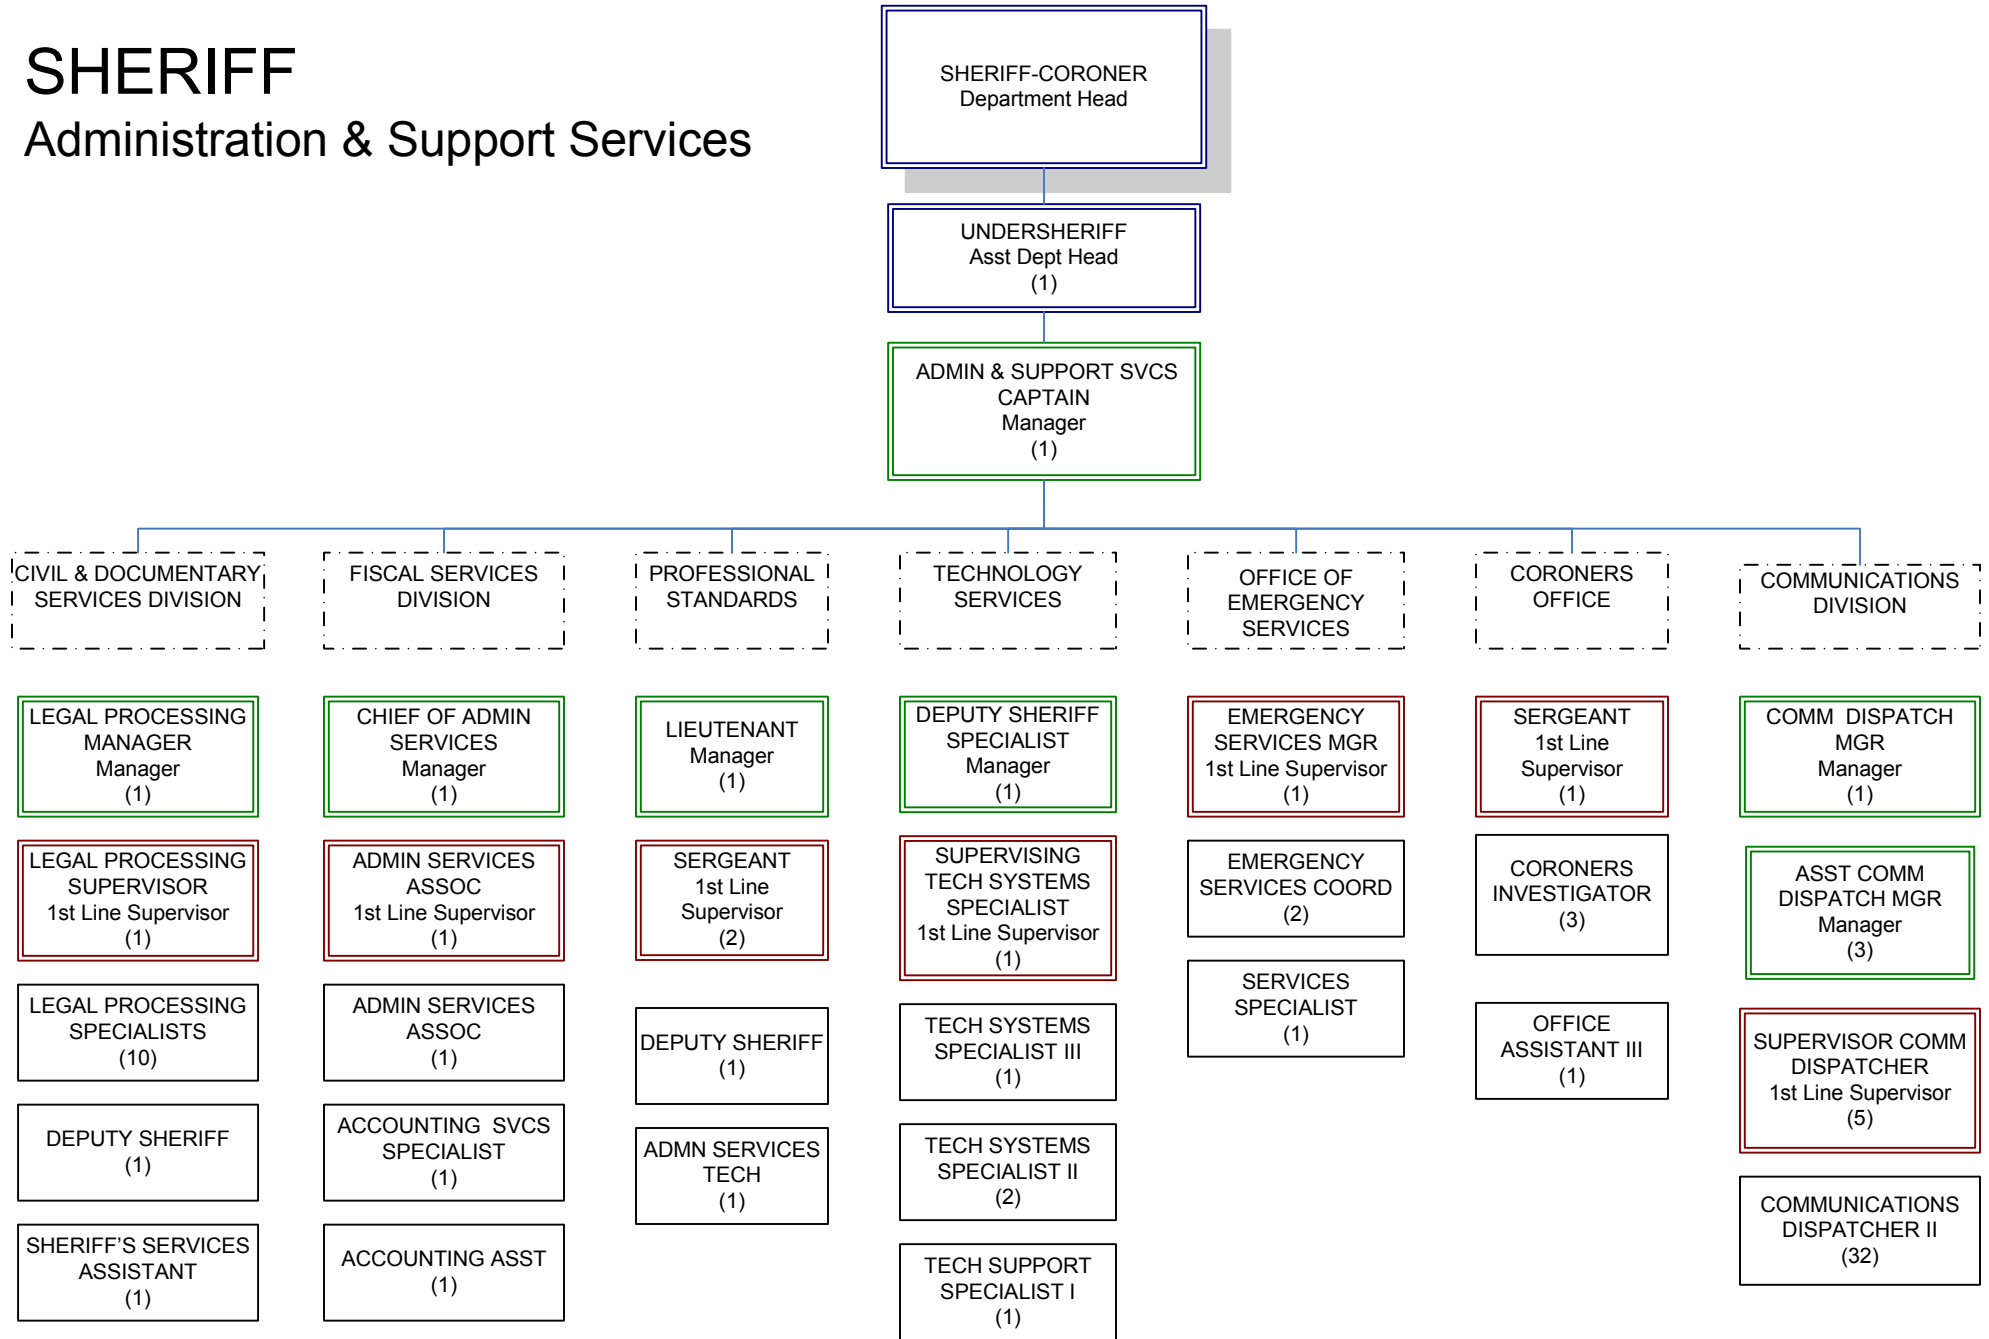 SHERIFF
Administration & Support Services
SHERIFF-CORONER
Department Head
UNDERSHERIFF
Asst Dept Head
(1)
ADMIN & SUPPORT SVCS
CAPTAIN
Manager
(1)
CIVIL & DOCUMENTARY
SERVICES DIVISION
LEGAL PROCESSING
MANAGER
Manager
(1)
LEGAL PROCESSING
SUPERVISOR
1st Line Supervisor
(1)
LEGAL PROCESSING
SPECIALISTS
(10)
DEPUTY SHERIFF
(1)
SHERIFF’S SERVICES
ASSISTANT
(1)
FISCAL SERVICES
DIVISION
CHIEF OF ADMIN
SERVICES
Manager
(1)
ADMIN SERVICES
ASSOC
1st Line Supervisor
(1)
ADMIN SERVICES
ASSOC
(1)
ACCOUNTING SVCS
SPECIALIST
(1)
ACCOUNTING ASST
(1)
PROFESSIONAL
STANDARDS
LIEUTENANT
Manager
(1)
SERGEANT
1st Line
Supervisor
(2)
DEPUTY SHERIFF
(1)
ADMN SERVICES
TECH
(1)
TECHNOLOGY
SERVICES
DEPUTY SHERIFF
SPECIALIST
Manager
(1)
SUPERVISING
TECH SYSTEMS
SPECIALIST
1st Line Supervisor
(1)
TECH SYSTEMS
SPECIALIST III
(1)
TECH SYSTEMS
SPECIALIST II
(2)
TECH SUPPORT
SPECIALIST I
(1)
OFFICE OF
EMERGENCY
SERVICES
EMERGENCY
SERVICES MGR
1st Line Supervisor
(1)
EMERGENCY
SERVICES COORD
(2)
SERVICES
SPECIALIST
(1)
CORONERS
OFFICE
SERGEANT
1st Line
Supervisor
(1)
CORONERS
INVESTIGATOR
(3)
OFFICE
ASSISTANT III
(1)
COMMUNICATIONS
DIVISION
COMM DISPATCH
MGR
Manager
(1)
ASST COMM
DISPATCH MGR
Manager
(3)
SUPERVISOR COMM
DISPATCHER
1st Line Supervisor
(5)
COMMUNICATIONS
DISPATCHER II
(32)